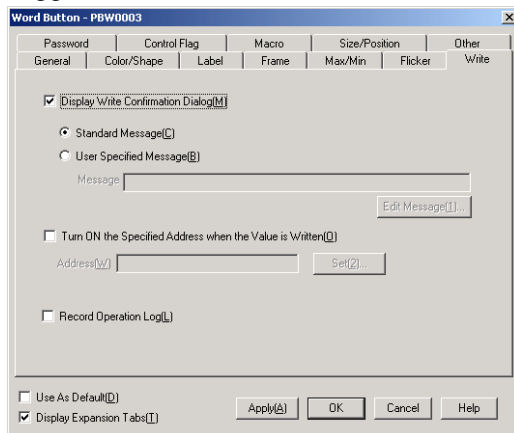 Word Button - PBW0003
Password Control Flag Macro Size/Position Other
General Color/Shape Label Frame Max/Min Flicker Write
Display Write Confirmation Dialog(M)
Standard Message(C)
User Specified Message(B)
Message
Edit Message(1)...
Turn ON the Specified Address when the Value is Written(O)
Address(W) Set(2)...
Record Operation Log(L)
Use As Default(D)
Display Expansion Tabs(T)
Apply(A) OK Cancel Help